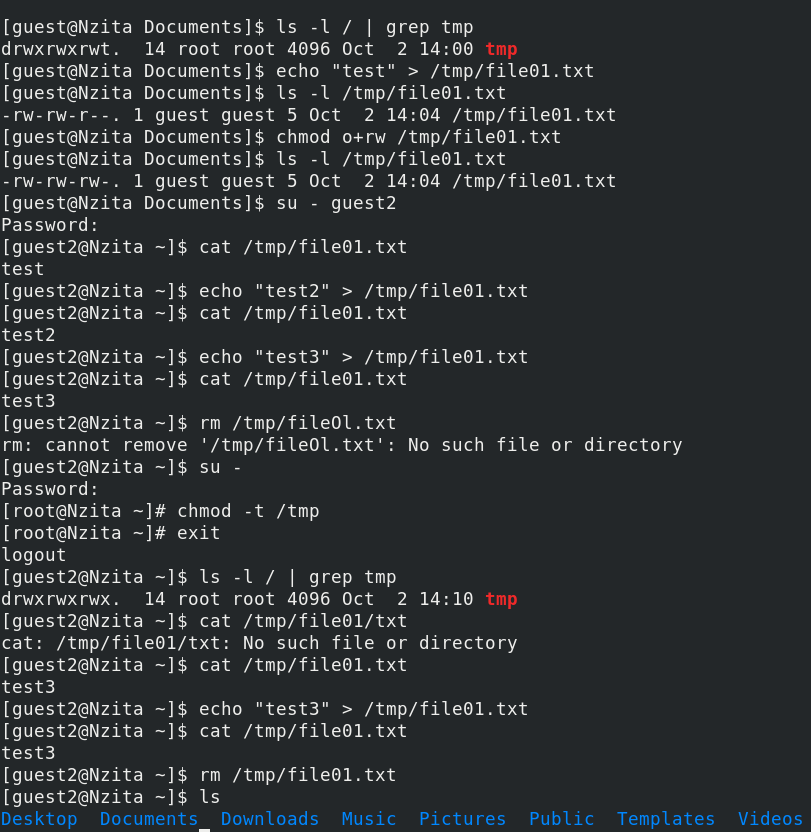 [guest@Nzita Documents]$ ls -l / | grep tmp
drwxrwxrwt.  14 root root 4096 Oct  2 14:00 tmp
[guest@Nzita Documents]$ echo "test" > /tmp/file01.txt
[guest@Nzita Documents]$ ls -l /tmp/file01.txt
-rw-rw-r--. 1 guest guest 5 Oct  2 14:04 /tmp/file01.txt
[guest@Nzita Documents]$ chmod o+rw /tmp/file01.txt
[guest@Nzita Documents]$ ls -l /tmp/file01.txt
-rw-rw-rw-. 1 guest guest 5 Oct  2 14:04 /tmp/file01.txt
[guest@Nzita Documents]$ su - guest2
Password:
[guest2@Nzita ~]$ cat /tmp/file01.txt
test
[guest2@Nzita ~]$ echo "test2" > /tmp/file01.txt
[guest2@Nzita ~]$ cat /tmp/file01.txt
test2
[guest2@Nzita ~]$ echo "test3" > /tmp/file01.txt
[guest2@Nzita ~]$ cat /tmp/file01.txt
test3
[guest2@Nzita ~]$ rm /tmp/fileOl.txt
rm: cannot remove '/tmp/fileOl.txt': No such file or directory
[guest2@Nzita ~]$ su -
Password:
[root@Nzita ~]# chmod -t /tmp
[root@Nzita ~]# exit
logout
[guest2@Nzita ~]$ ls -l / | grep tmp
drwxrwxrwx.  14 root root 4096 Oct  2 14:10 tmp
[guest2@Nzita ~]$ cat /tmp/file01/txt
cat: /tmp/file01/txt: No such file or directory
[guest2@Nzita ~]$ cat /tmp/file01.txt
test3
[guest2@Nzita ~]$ echo "test3" > /tmp/file01.txt
[guest2@Nzita ~]$ cat /tmp/file01.txt
test3
[guest2@Nzita ~]$ rm /tmp/file01.txt
[guest2@Nzita ~]$ ls
Desktop  Documents  Downloads  Music  Pictures  Public  Templates  Videos